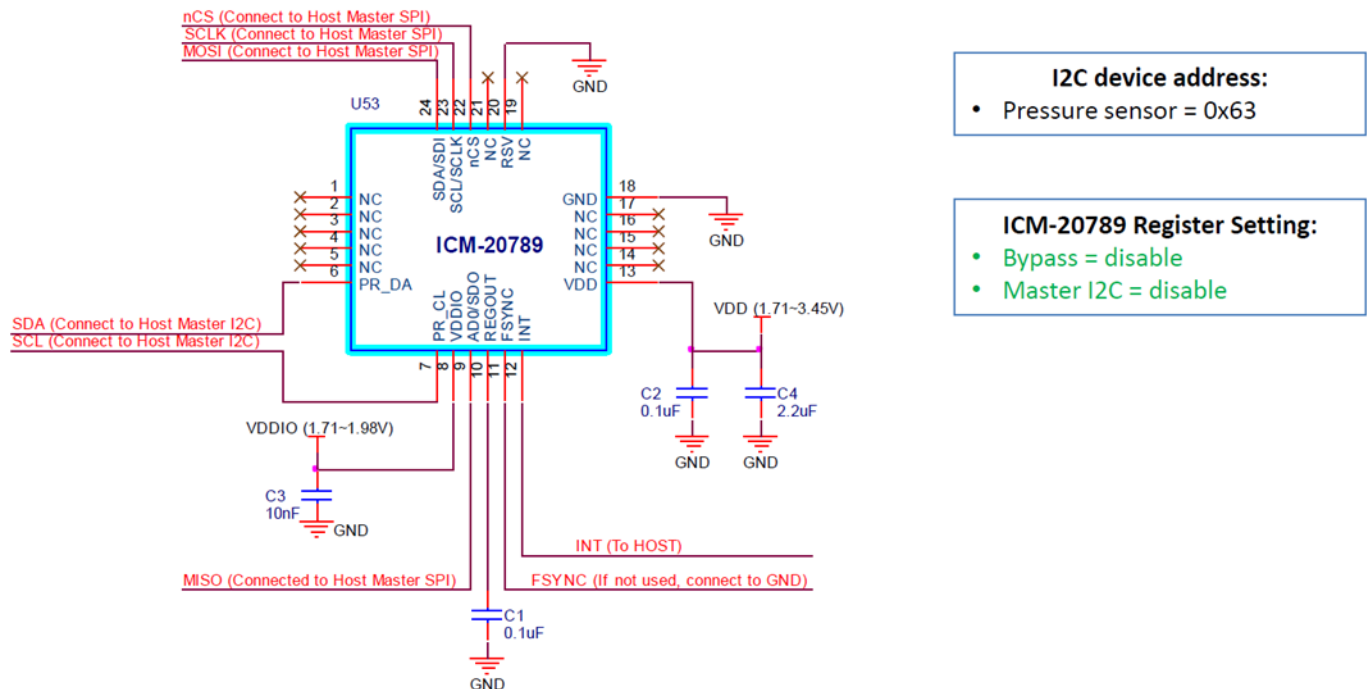 nCS (Connect to Host Master SPI)
SCLK (Connect to Host Master SPI)
MOSI (Connect to Host Master SPI)
GND
U53
24
23
22
21
20
19
SDA/SDI
SCL/SCLK
nCS
NC
RSV
NC
1
NC
2
NC
3
NC
4
NC
5
NC
6
PR_DA
ICM-20789
18
GND
17
NC
16
NC
15
NC
14
NC
13
VDD
GND
PR_CL
VDDIO
AD0/SDO
REGOUT
FSYNC
INT
7
8
9
10
11
12
SDA (Connect to Host Master I2C)
SCL (Connect to Host Master I2C)
VDD (1.71~3.45V)
C2
0.1uF
C4
2.2uF
GND
GND
VDDIO (1.71~1.98V)
C3
10nF
GND
INT (To HOST)
MISO (Connected to Host Master SPI)
FSYNC (If not used, connect to GND)
C1
0.1uF
GND
I2C device address:
• Pressure sensor = 0x63
ICM-20789 Register Setting:
• Bypass = disable
• Master I2C = disable